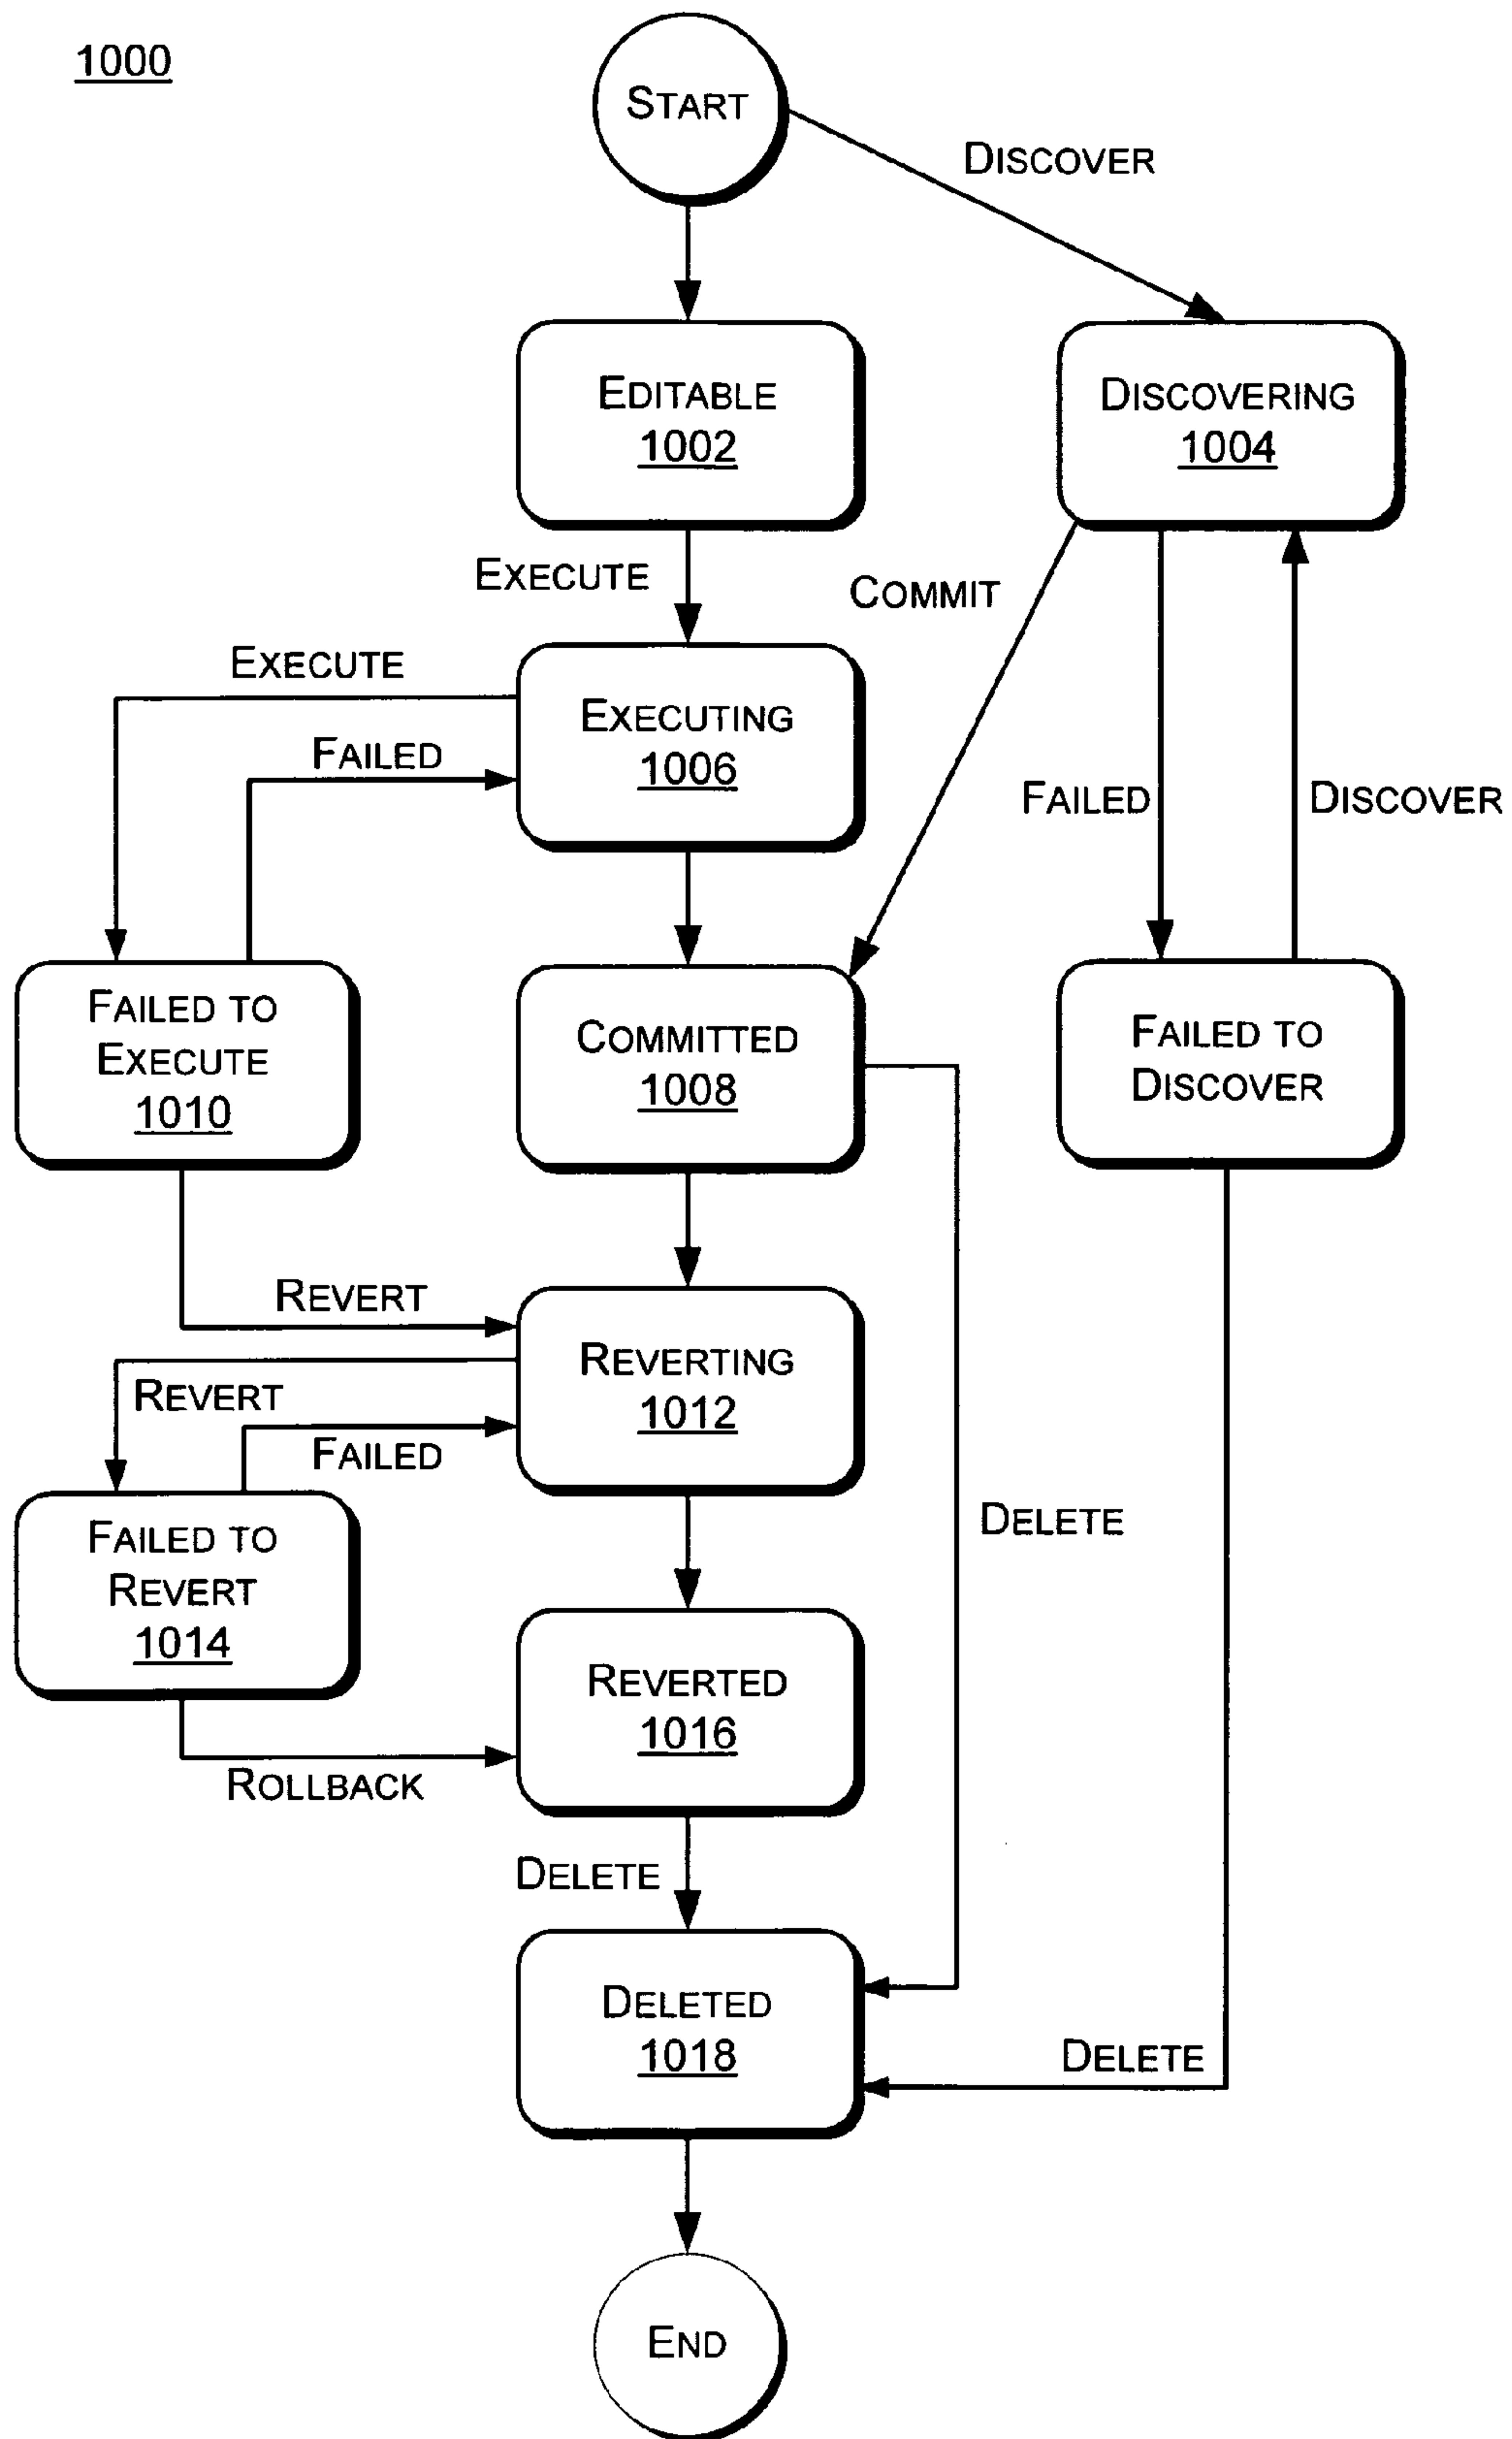 1000
START
DISCOVER
EDITABLE
1002
DISCOVERING
1004
EXECUTE
COMMIT
EXECUTE
EXECUTING
1006
FAILED
FAILED
DISCOVER
FAILED TO
EXECUTE
1010
COMMITTED
1008
FAILED TO
DISCOVER
REVERT
REVERTING
1012
REVERT
FAILED
DELETE
FAILED TO
REVERT
1014
REVERTED
1016
ROLLBACK
DELETE
DELETED
1018
DELETE
END